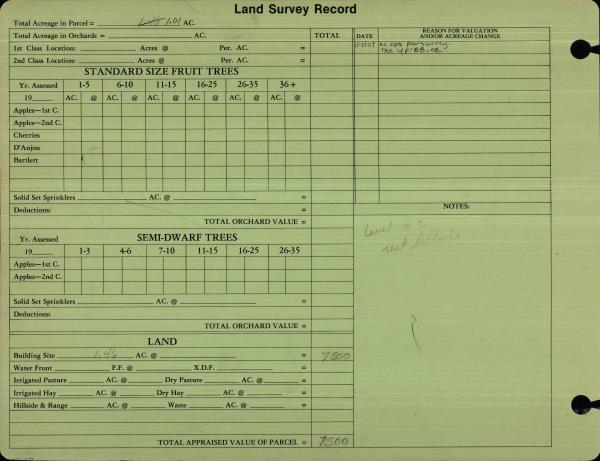 Land Survey Record
Total Acreage in Parcel = 1.01 AC.
Total Acreage in Orchards = AC. TOTAL
DATE REASON FOR VALUATION AND/OR ACREAGE CHANGE
1st Class Location: Acres @ Per. AC. =
2nd Class Location: Acres @ Per. AC. =
STANDARD SIZE FRUIT TREES
Yr. Assessed 1-5 6-10 11-15 16-25 26-35 36+
19 AC. @ AC. @ AC. @ AC. @ AC. @ AC. @
Apples—1st C.
Apples—2nd C.
Cherries
D'Anjou
Bartlett
Solid Set Sprinklers AC. @ =
Deductions: =
TOTAL ORCHARD VALUE =
NOTES:
Level
rest hillside
SEMI-DWARF TREES
Yr. Assessed
19 1-3 4-6 7-10 11-15 16-25 26-35
Apples—1st C.
Apples—2nd C.
Solid Set Sprinklers AC. @ =
Deductions:
TOTAL ORCHARD VALUE =
LAND
Building Site 1.46 AC. @ = 7500
Water Front F.F. @ X.D.F. =
Irrigated Pasture AC. @ Dry Pasture AC. @ =
Irrigated Hay AC. @ Dry Hay AC. @ =
Hillside & Range AC. @ Waste AC. @ =
TOTAL APPRAISED VALUE OF PARCEL = 7500